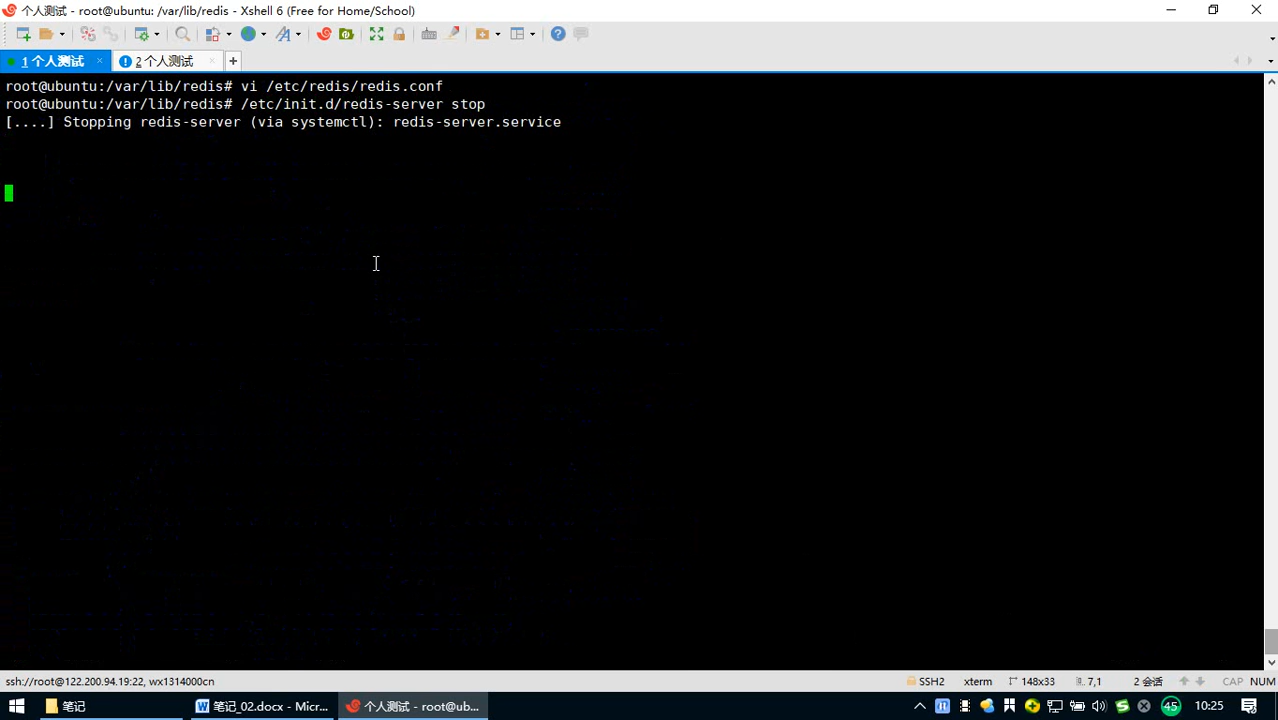 个人测试 - root@ubuntu: /var/lib/redis - Xshell 6 (Free for Home/School)
1 个人测试 × 2 个人测试 × +
root@ubuntu:/var/lib/redis# vi /etc/redis/redis.conf
root@ubuntu:/var/lib/redis# /etc/init.d/redis-server stop
[....] Stopping redis-server (via systemctl): redis-server.service
ssh://root@122.200.94.19:22, wx1314000cn SSH2 xterm 148x33 7,1 2 会话 CAP NUM
笔记 笔记_02.docx - Micr... 个人测试 - root@ub... 45 10:25